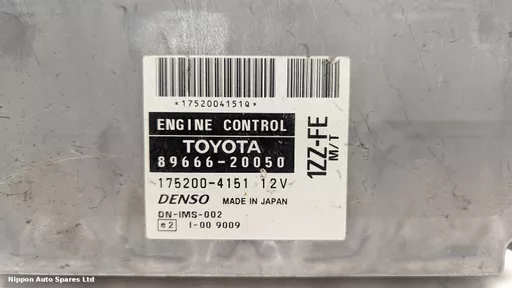 *1752004151Q*
ENGINE CONTROL
TOYOTA
89666-20050
175200-4151 12V
DENSO MADE IN JAPAN
DN-IMS-002
e2 I-00 9009
1ZZ-FE
M/T
Nippon Auto Spares Ltd